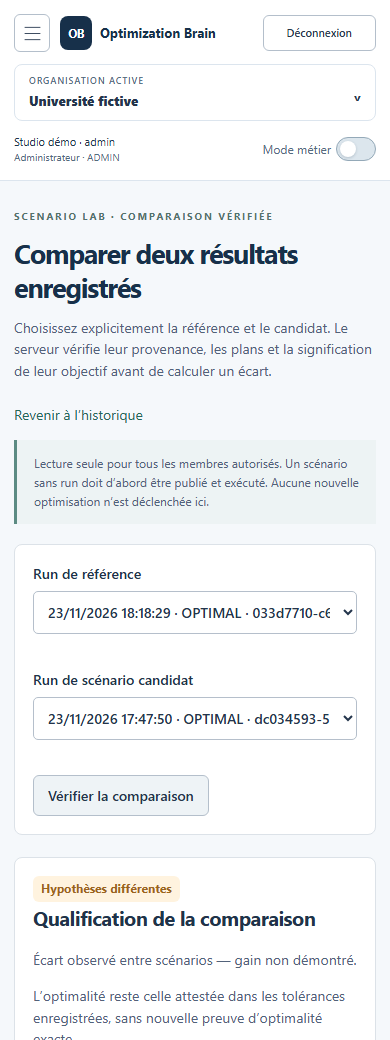 OB Optimization Brain Déconnexion
ORGANISATION ACTIVE
Université fictive
Studio démo · admin
Administrateur · ADMIN
Mode métier
SCENARIO LAB · COMPARAISON VÉRIFIÉE
Comparer deux résultats
enregistrés
Choisissez explicitement la référence et le candidat. Le
serveur vérifie leur provenance, les plans et la signification
de leur objectif avant de calculer un écart.
Revenir à l’historique
Lecture seule pour tous les membres autorisés. Un scénario
sans run doit d’abord être publié et exécuté. Aucune nouvelle
optimisation n’est déclenchée ici.
Run de référence
23/11/2026 18:18:29 · OPTIMAL · 033d7710-c6
Run de scénario candidat
23/11/2026 17:47:50 · OPTIMAL · dc034593-5
Vérifier la comparaison
Hypothèses différentes
Qualification de la comparaison
Écart observé entre scénarios — gain non démontré.
L’optimalité reste celle attestée dans les tolérances
enregistrées, sans nouvelle preuve d’optimalité
exacte.